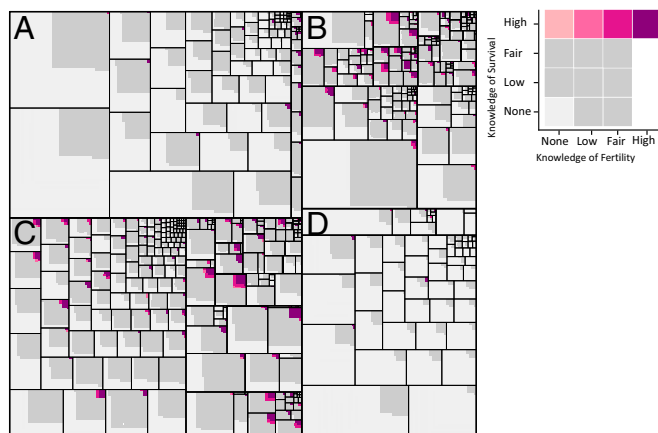 A
B
C
D
Knowledge of Survival
High
Fair
Low
None
None Low Fair High
Knowledge of Fertility